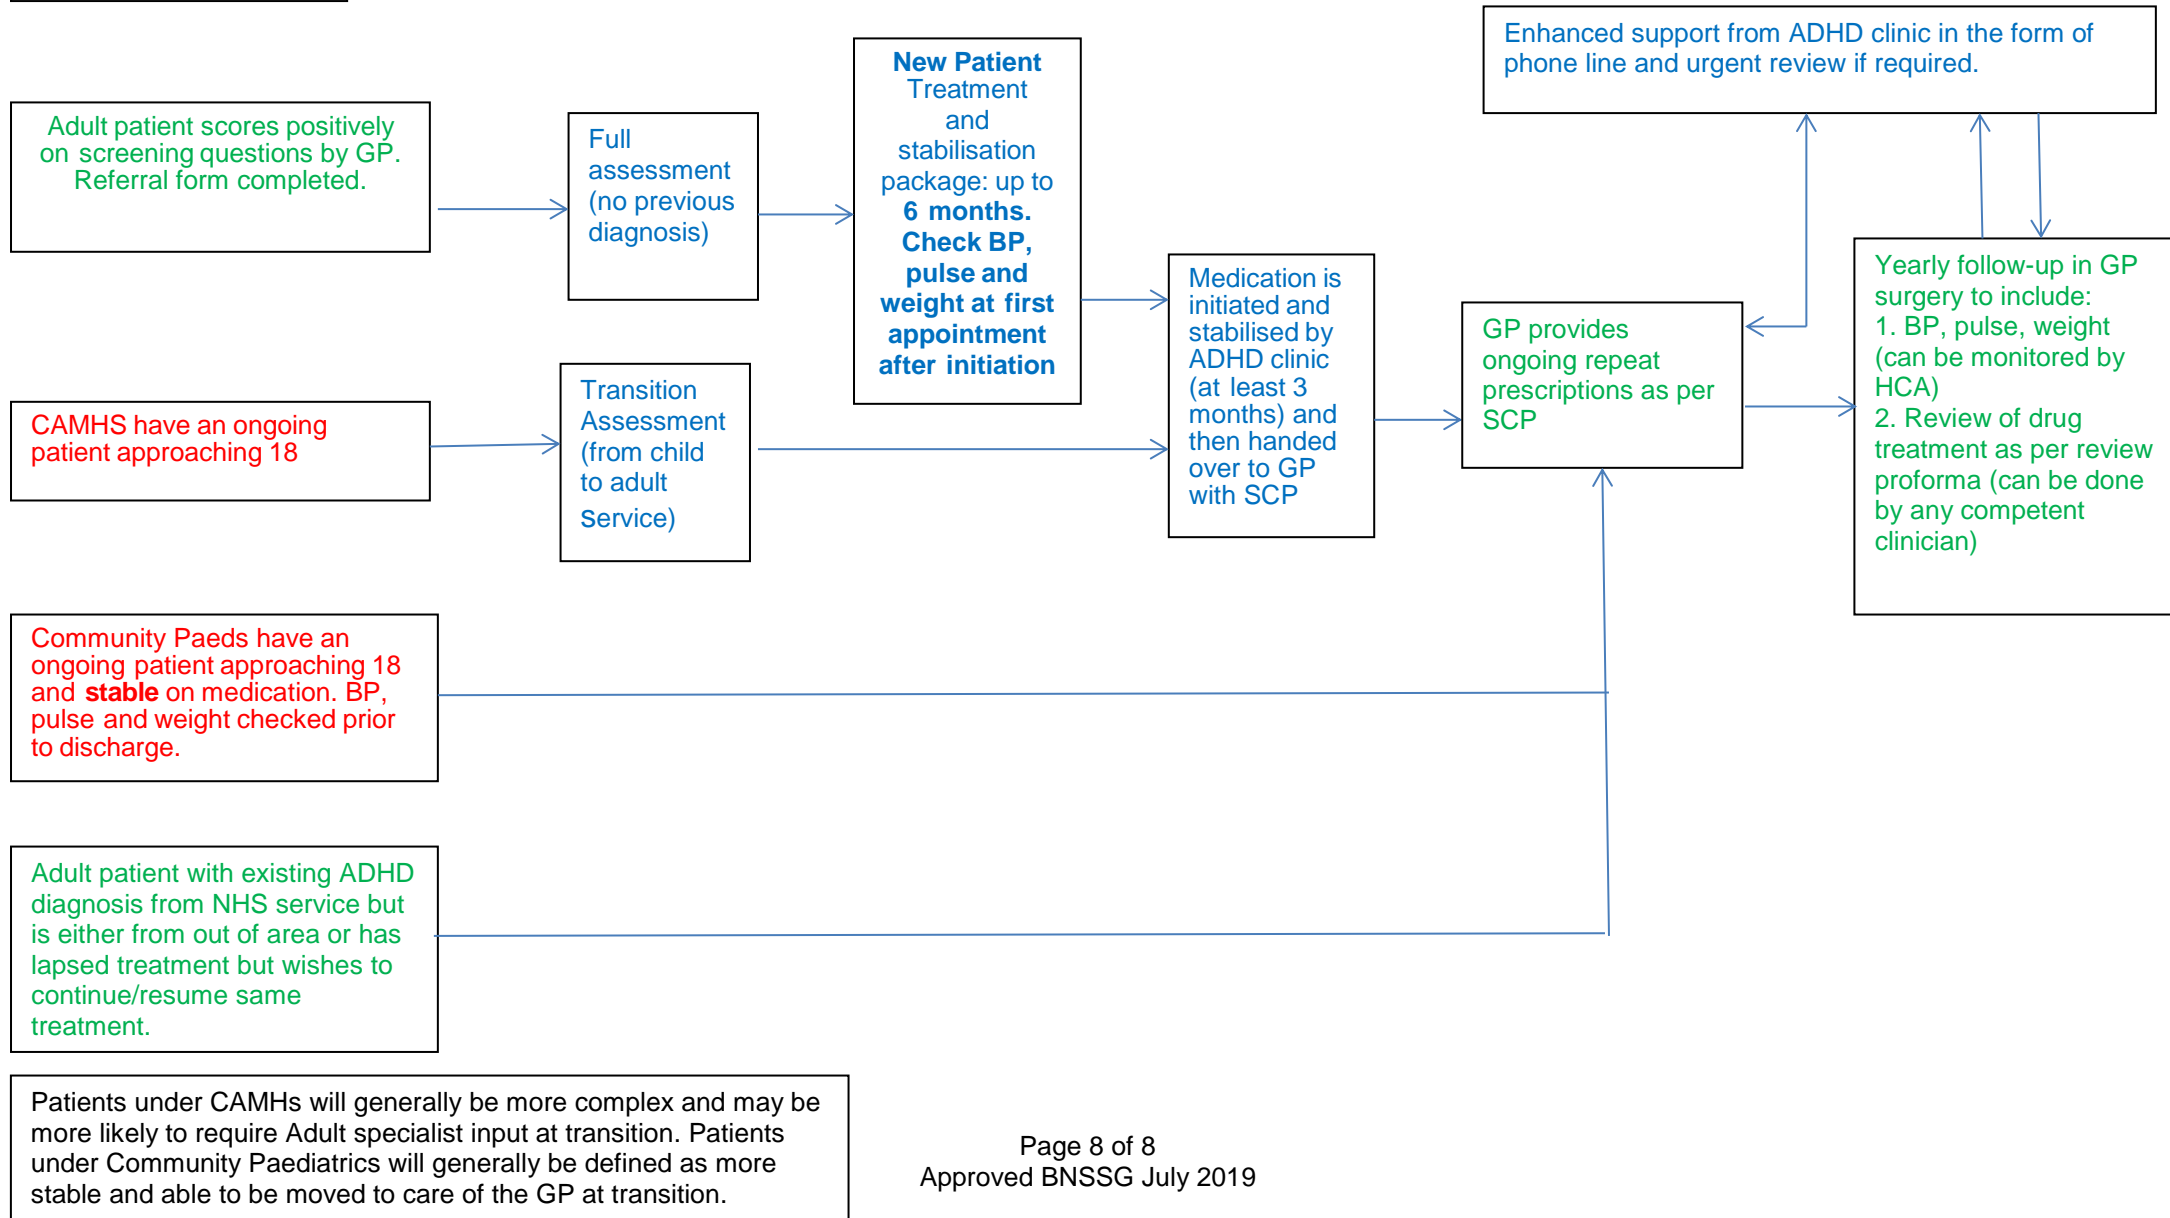 Adult patient scores positively
on screening questions by GP.
Referral form completed.
Full
assessment
(no previous
diagnosis)
New Patient
Treatment
and
stabilisation
package: up to
6 months.
Check BP,
pulse and
weight at first
appointment
after initiation
Enhanced support from ADHD clinic in the form of
phone line and urgent review if required.
CAMHS have an ongoing
patient approaching 18
Transition
Assessment
(from child
to adult
service)
Medication is
initiated and
stabilised by
ADHD clinic
(at least 3
months) and
then handed
over to GP
with SCP
GP provides
ongoing repeat
prescriptions as per
SCP
Yearly follow-up in GP
surgery to include:
1. BP, pulse, weight
(can be monitored by
HCA)
2. Review of drug
treatment as per review
proforma (can be done
by any competent
clinician)
Community Paeds have an
ongoing patient approaching 18
and stable on medication. BP,
pulse and weight checked prior
to discharge.
Adult patient with existing ADHD
diagnosis from NHS service but
is either from out of area or has
lapsed treatment but wishes to
continue/resume same
treatment.
Patients under CAMHs will generally be more complex and may be
more likely to require Adult specialist input at transition. Patients
under Community Paediatrics will generally be defined as more
stable and able to be moved to care of the GP at transition.
Page 8 of 8
Approved BNSSG July 2019